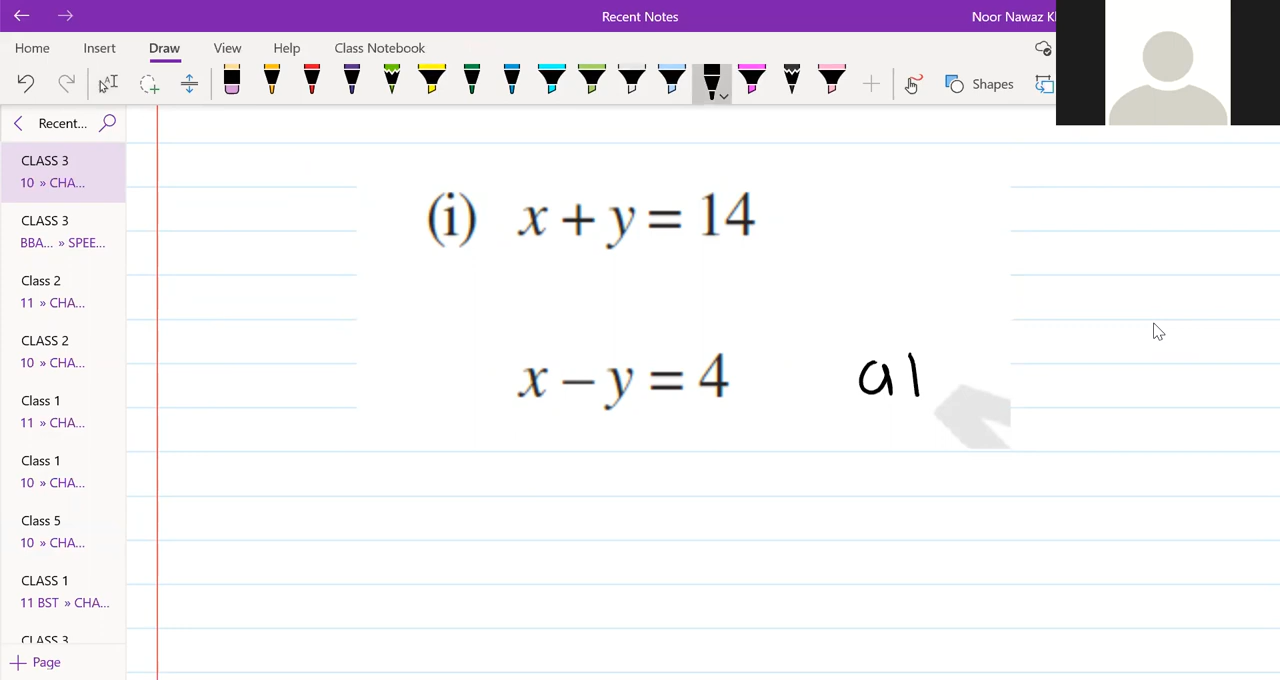 Recent Notes
Noor Nawaz
Home Insert Draw View Help Class Notebook
Shapes
Recent...
CLASS 3
10 » CHA...
CLASS 3
BBA... » SPEE...
Class 2
11 » CHA...
CLASS 2
10 » CHA...
Class 1
11 » CHA...
Class 1
10 » CHA...
Class 5
10 » CHA...
CLASS 1
11 BST » CHA...
CLASS 3
Page
(i) x + y = 14
x – y = 4
a1